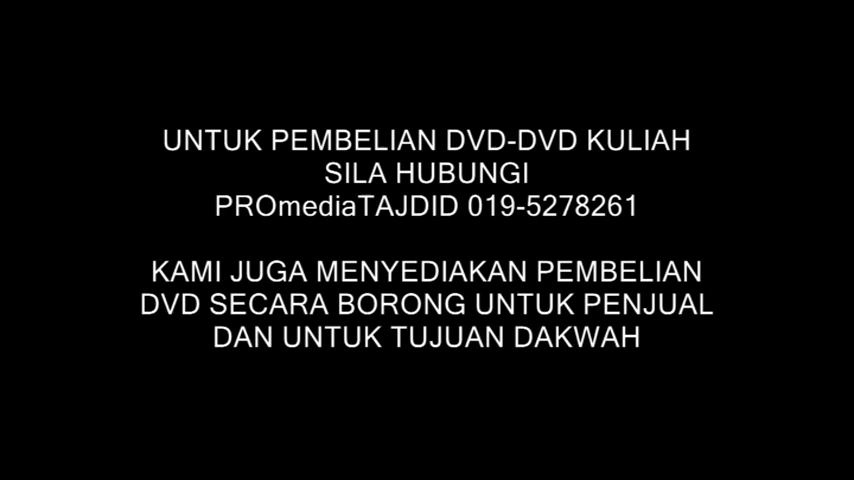 UNTUK PEMBELIAN DVD-DVD KULIAH
SILA HUBUNGI
PROmediaTAJDID 019-5278261
KAMI JUGA MENYEDIAKAN PEMBELIAN
DVD SECARA BORONG UNTUK PENJUAL
DAN UNTUK TUJUAN DAKWAH